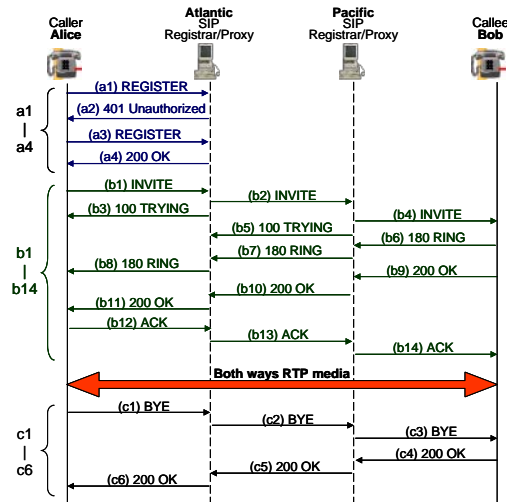 Caller
Alice
Atlantic
SIP
Registrar/Proxy
Pacific
SIP
Registrar/Proxy
Callee
Bob
a1
|
a4
(a1) REGISTER
(a2) 401 Unauthorized
(a3) REGISTER
(a4) 200 OK
b1
|
b14
(b1) INVITE
(b2) INVITE
(b3) 100 TRYING
(b4) INVITE
(b5) 100 TRYING
(b6) 180 RING
(b7) 180 RING
(b8) 180 RING
(b9) 200 OK
(b10) 200 OK
(b11) 200 OK
(b12) ACK
(b13) ACK
(b14) ACK
Both ways RTP media
c1
|
c6
(c1) BYE
(c2) BYE
(c3) BYE
(c4) 200 OK
(c5) 200 OK
(c6) 200 OK